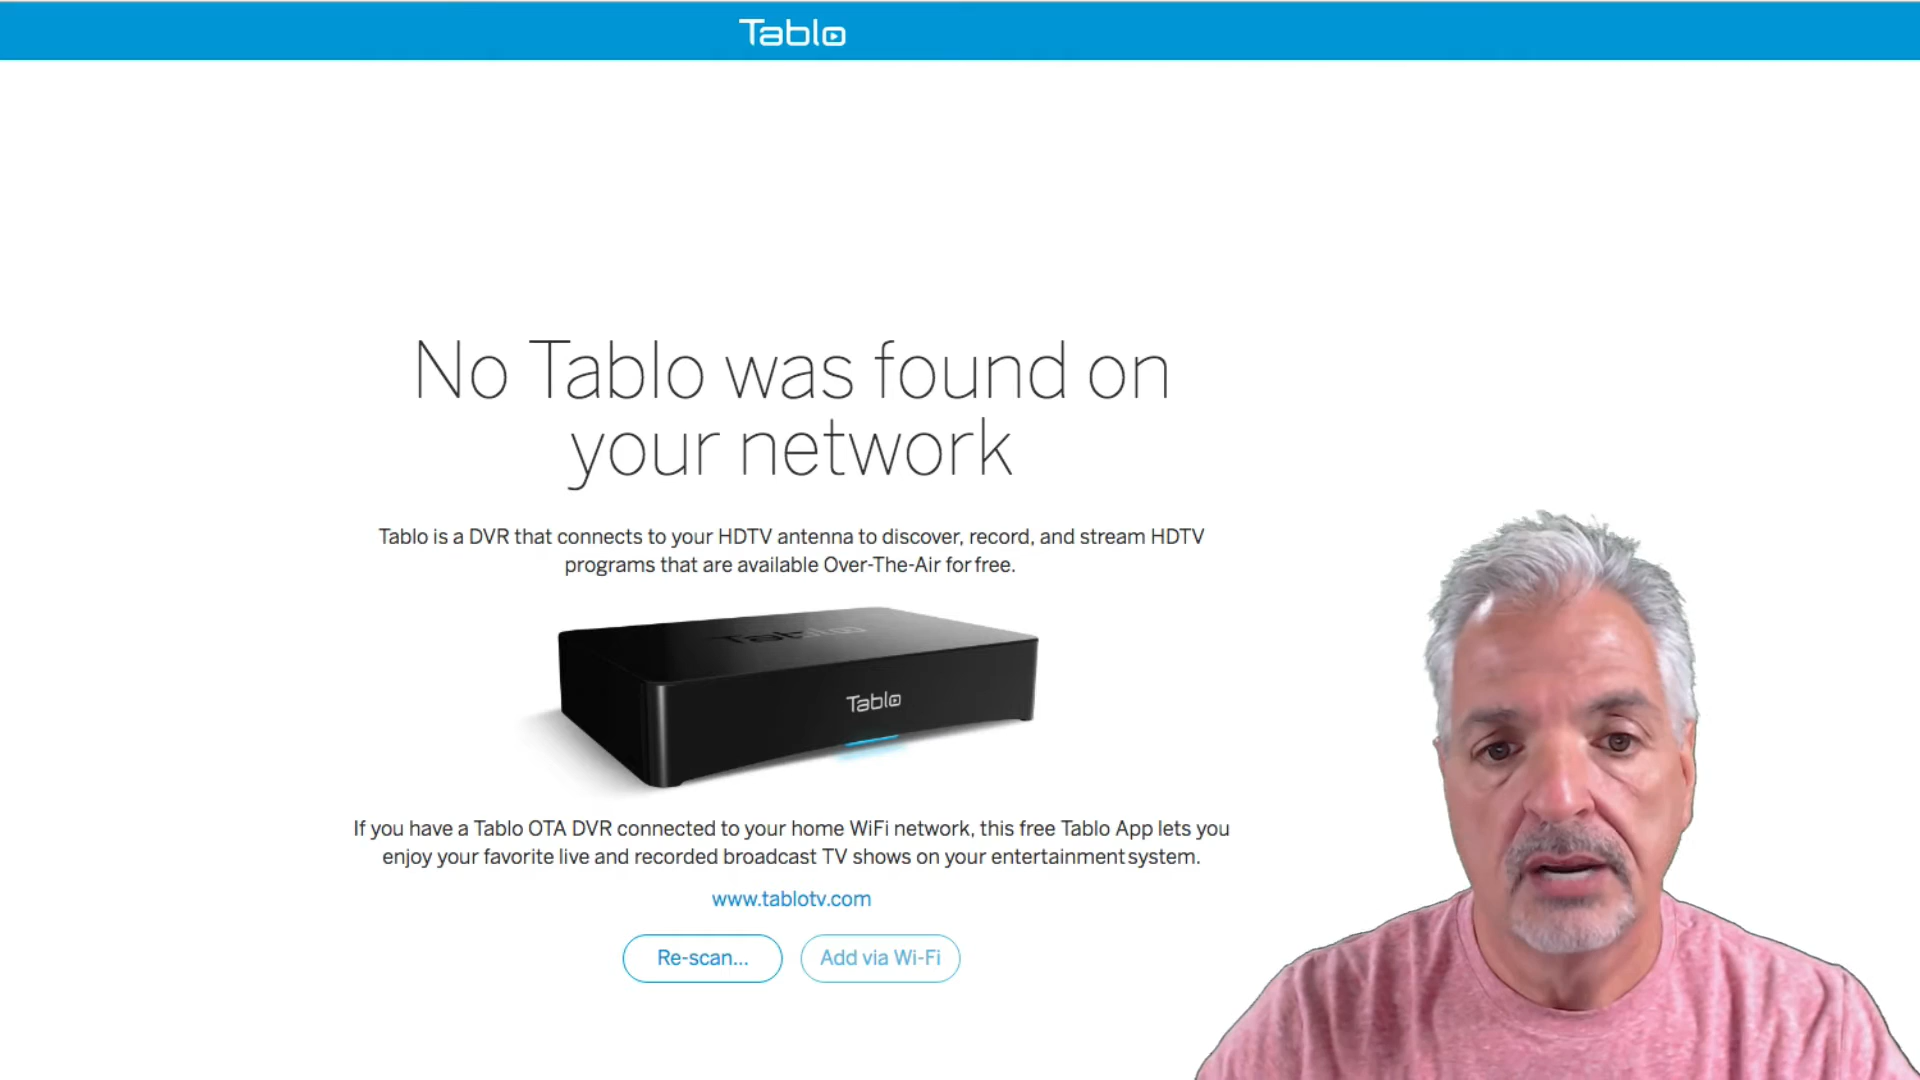 Tablo
No Tablo was found on
your network
Tablo is a DVR that connects to your HDTV antenna to discover, record, and stream HDTV
programs that are available Over-The-Air for free.
Tablo
Tablo
If you have a Tablo OTA DVR connected to your home WiFi network, this free Tablo App lets you
enjoy your favorite live and recorded broadcast TV shows on your entertainment system.
www.tablotv.com
Re-scan...
Add via Wi-Fi